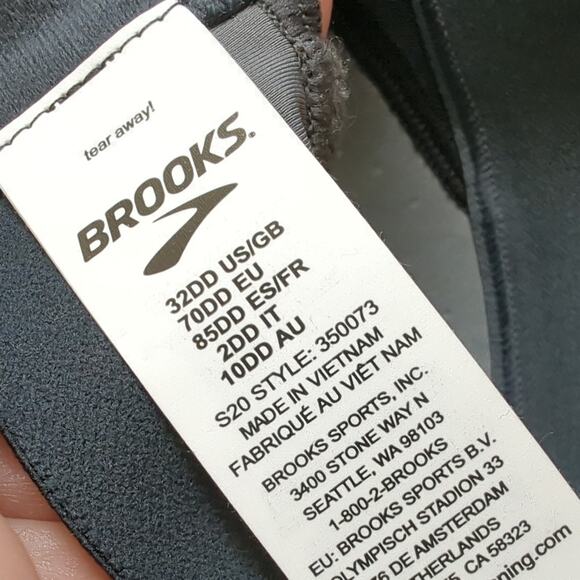 tear away!
BROOKS.
32DD US/GB
70DD EU
85DD ES/FR
2DD IT
10DD AU
S20 STYLE: 350073
MADE IN VIETNAM
FABRIQUÉ AU VIÊT NAM
BROOKS SPORTS, INC.
3400 STONE WAY N
SEATTLE, WA 98103
1-800-2-BROOKS
EU: BROOKS SPORTS B.V.
OLYMPISCH STADION 33
DE AMSTERDAM
CA 58323